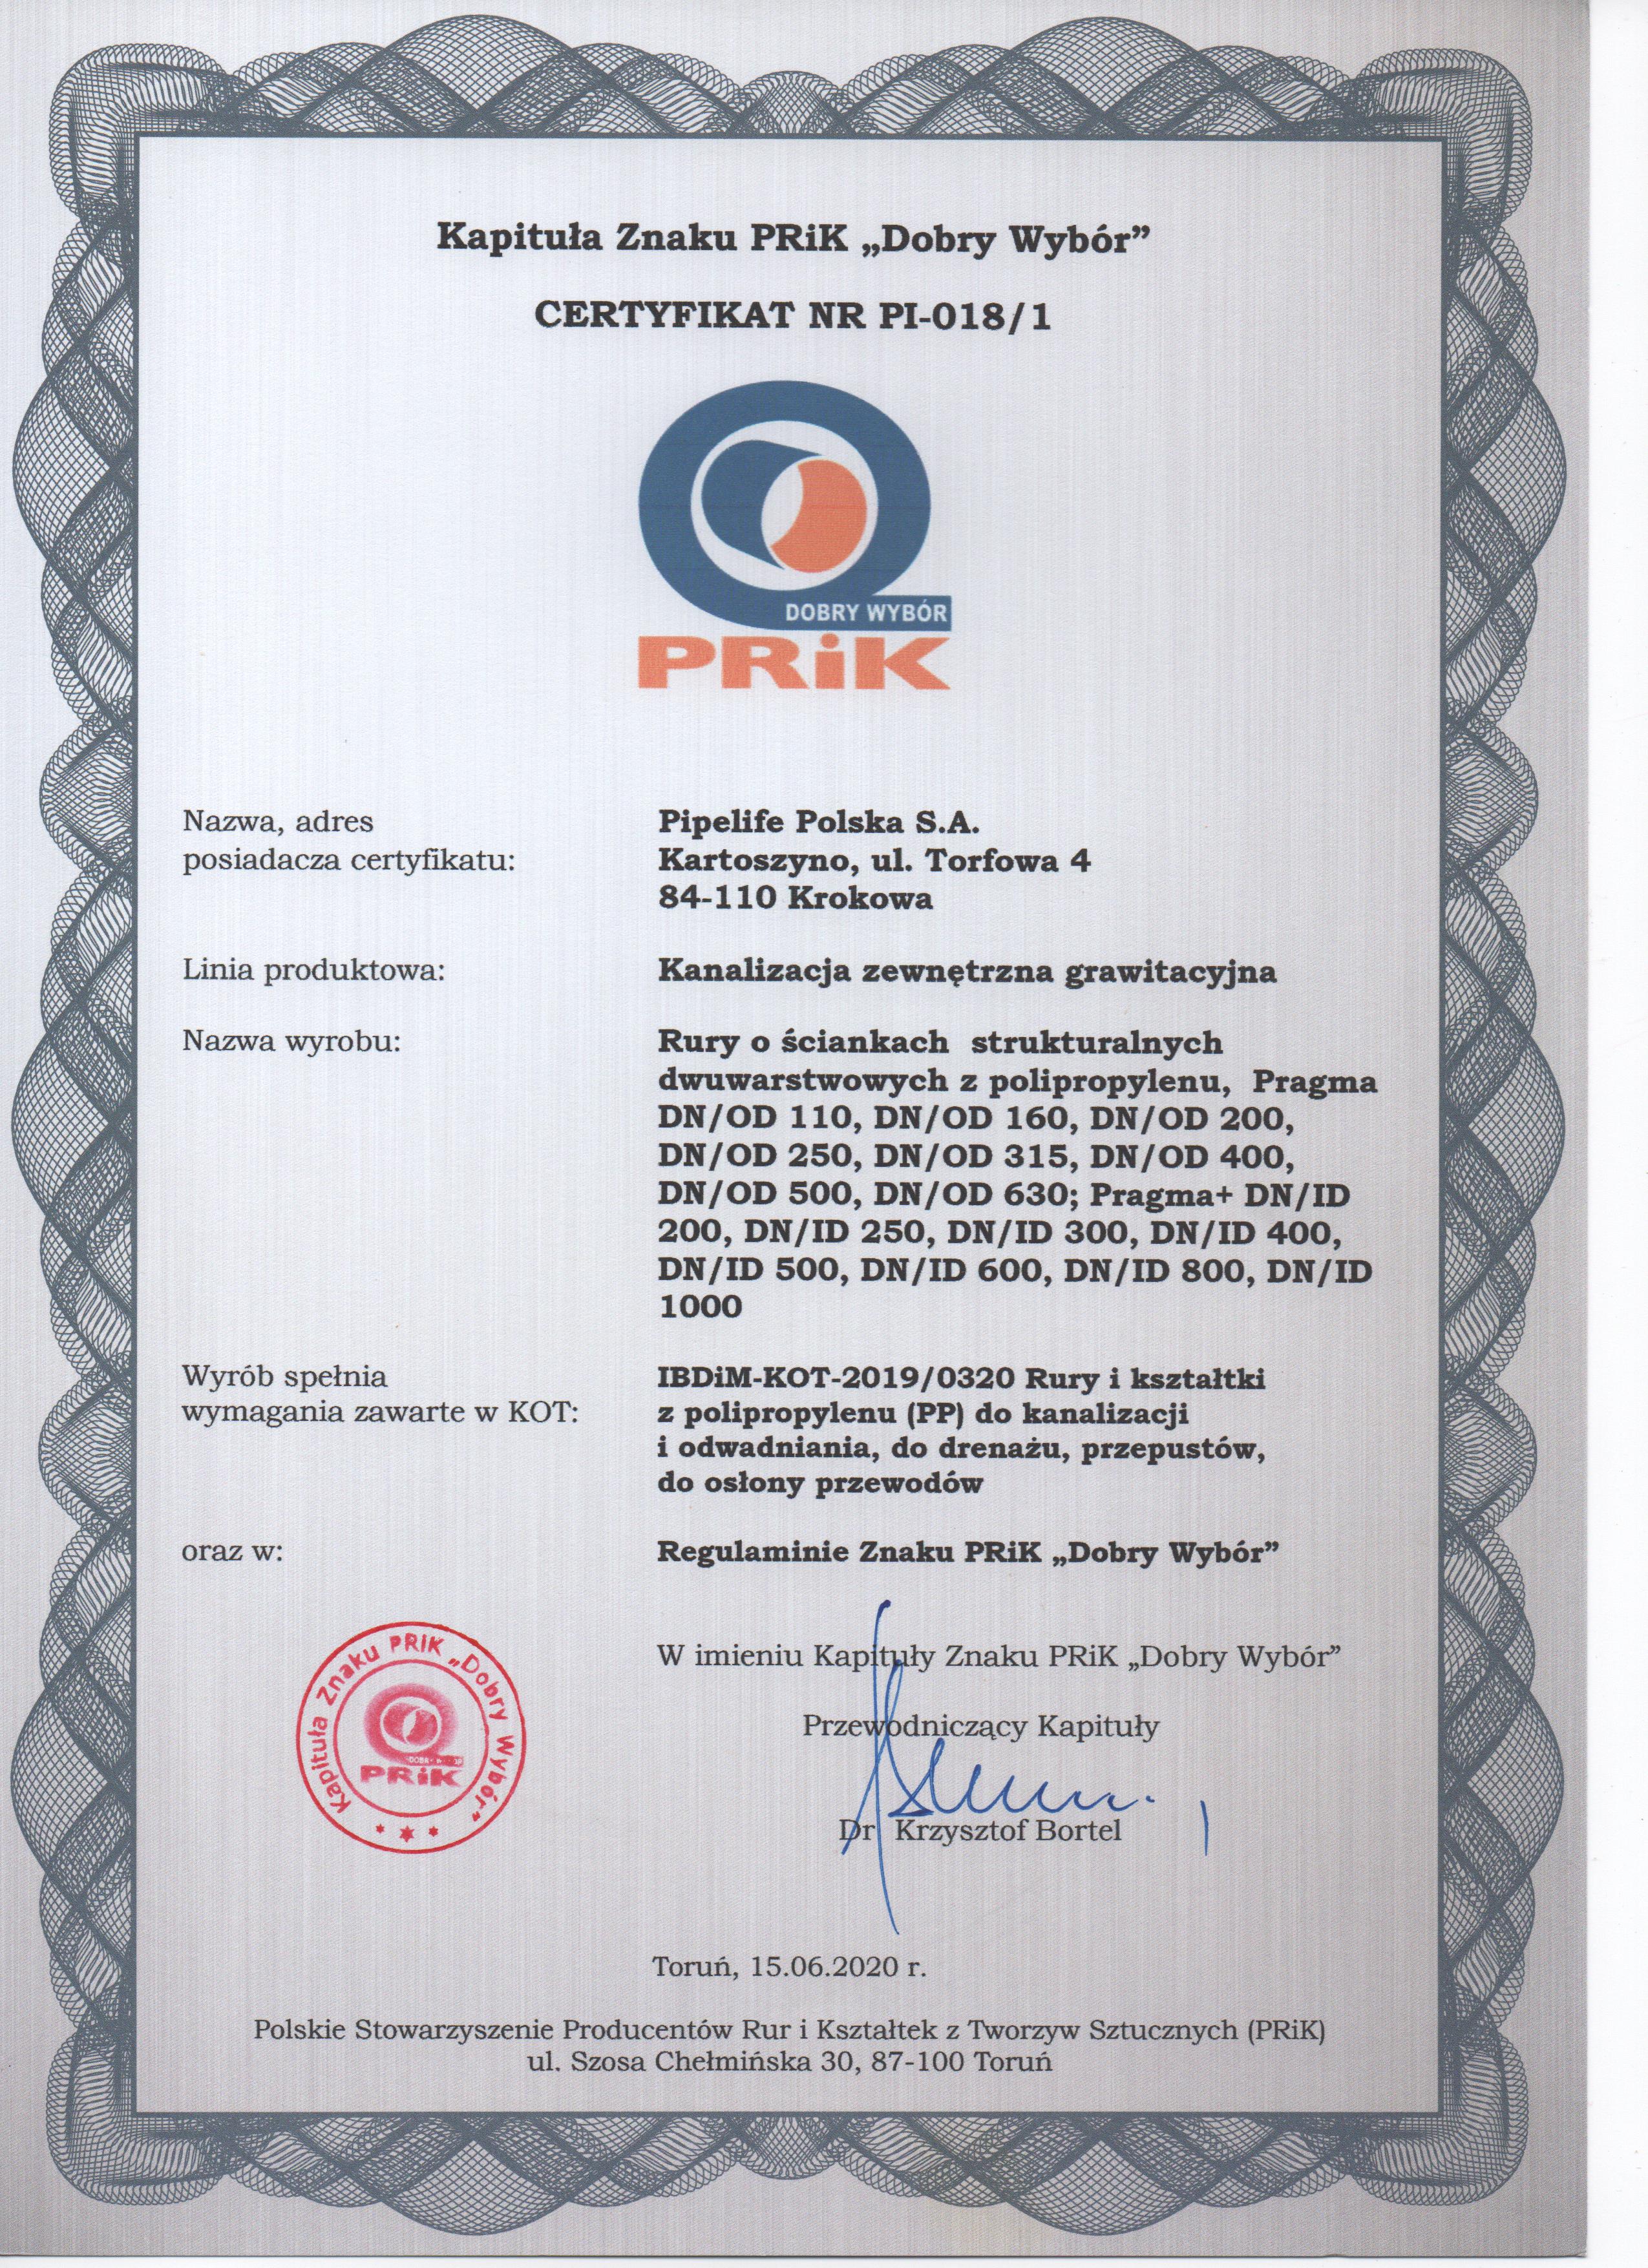 Kapituła Znaku PRiK „Dobry Wybór”
CERTYFIKAT NR PI-018/1
DOBRY WYBÓR
PRiK
Nazwa, adres
posiadacza certyfikatu:
Pipelife Polska S.A.
Kartoszyno, ul. Torfowa 4
84-110 Krokowa
Linia produktowa:
Kanalizacja zewnętrzna grawitacyjna
Nazwa wyrobu:
Rury o ściankach strukturalnych
dwuwarstwowych z polipropylenu, Pragma
DN/OD 110, DN/OD 160, DN/OD 200,
DN/OD 250, DN/OD 315, DN/OD 400,
DN/OD 500, DN/OD 630; Pragma+ DN/ID
200, DN/ID 250, DN/ID 300, DN/ID 400,
DN/ID 500, DN/ID 600, DN/ID 800, DN/ID
1000
Wyrób spełnia
wymagania zawarte w KOT:
IBDiM-KOT-2019/0320 Rury i kształtki
z polipropylenu (PP) do kanalizacji
i odwadniania, do drenażu, przepustów,
do osłony przewodów
oraz w:
Regulaminie Znaku PRiK „Dobry Wybór”
Kapituła Znaku PRiK „Dobry Wybór”
PRiK
W imieniu Kapituły Znaku PRiK „Dobry Wybór”
Przewodniczący Kapituły
Dr Krzysztof Bortel
Toruń, 15.06.2020 r.
Polskie Stowarzyszenie Producentów Rur i Kształtek z Tworzyw Sztucznych (PRiK)
ul. Szosa Chełmińska 30, 87-100 Toruń